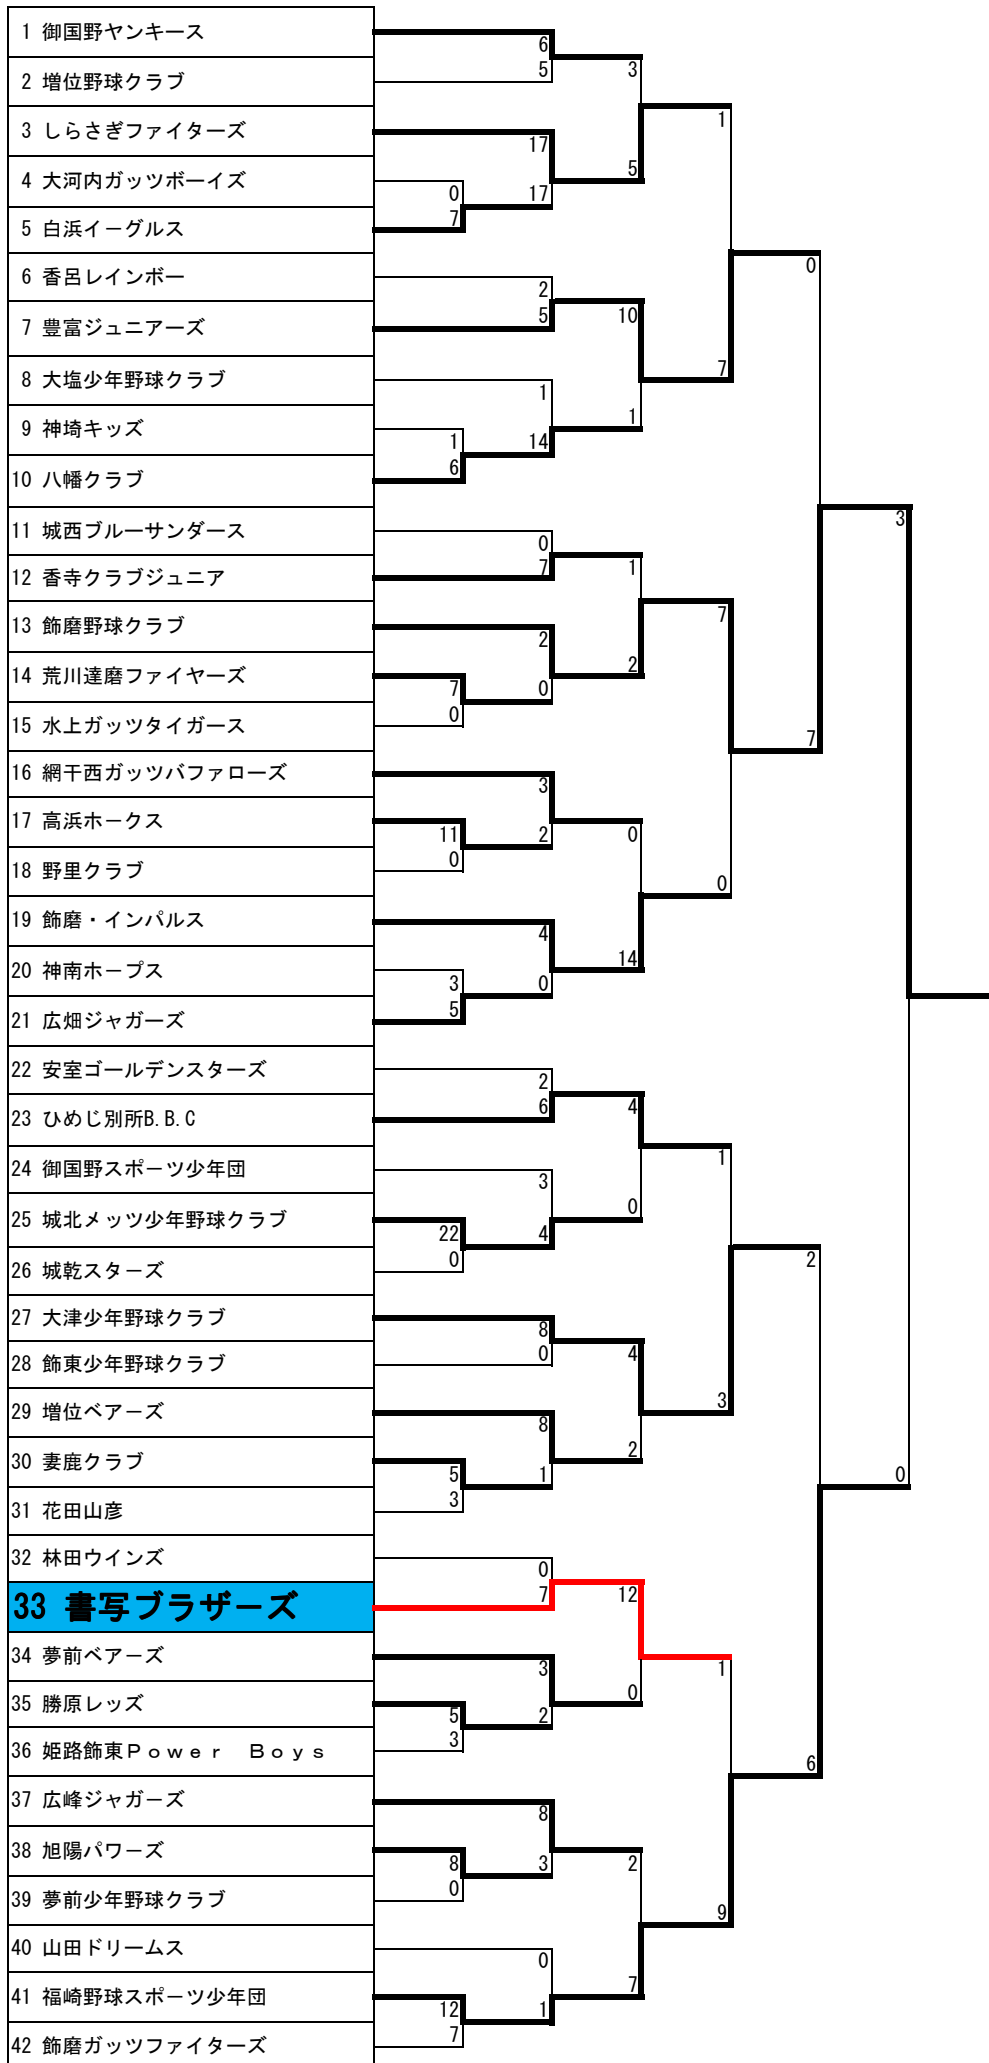 1 御国野ヤンキース
6
5
3
2 増位野球クラブ
3 しらさぎファイターズ
1
17
5
4 大河内ガッツボーイズ
0
17
7
5 白浜イーグルス
6 香呂レインボー
0
2
7 豊富ジュニアーズ
5
10
7
8 大塩少年野球クラブ
1
1
9 神埼キッズ
1
14
6
10 八幡クラブ
3
11 城西ブルーサンダース
0
7
1
12 香寺クラブジュニア
7
13 飾磨野球クラブ
2
2
14 荒川達磨ファイヤーズ
7
0
0
15 水上ガッツタイガース
7
16 網干西ガッツバファローズ
3
17 高浜ホークス
11
2
0
0
18 野里クラブ
0
19 飾磨・インパルス
4
14
20 神南ホープス
3
0
5
21 広畑ジャガーズ
22 安室ゴールデンスターズ
2
6
4
23 ひめじ別所B.B.C
1
24 御国野スポーツ少年団
3
0
25 城北メッツ少年野球クラブ
22
4
0
2
26 城乾スターズ
27 大津少年野球クラブ
8
0
4
28 飾東少年野球クラブ
3
29 増位ベアーズ
8
2
30 妻鹿クラブ
5
1
0
3
31 花田山彦
32 林田ウインズ
0
7
12
33 書写ブラザーズ
34 夢前ベアーズ
3
1
0
35 勝原レッズ
5
2
3
36 姫路飾東Ｐｏｗｅｒ　Ｂｏｙｓ
6
37 広峰ジャガーズ
8
38 旭陽パワーズ
8
3
2
0
39 夢前少年野球クラブ
9
40 山田ドリームス
0
7
41 福崎野球スポーツ少年団
12
1
7
42 飾磨ガッツファイターズ